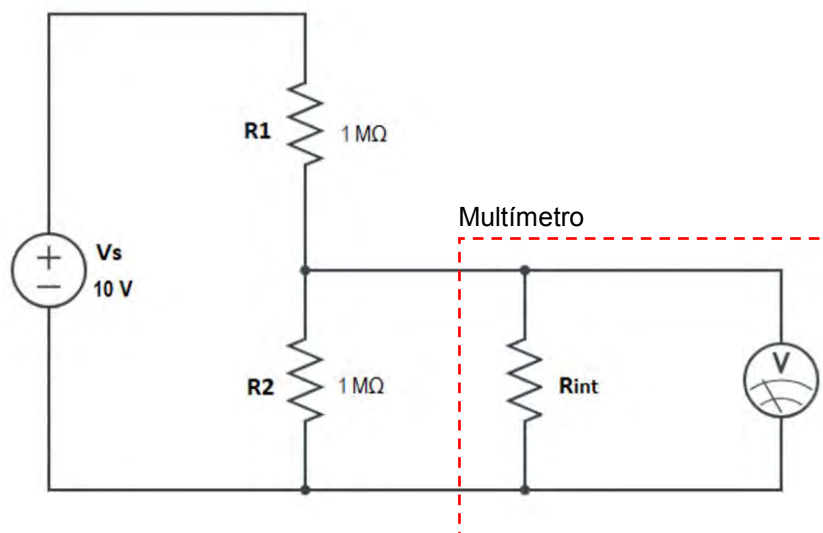 R1 1 MΩ
Multímetro
+ Vs
− 10 V
R2 1 MΩ
Rint
V